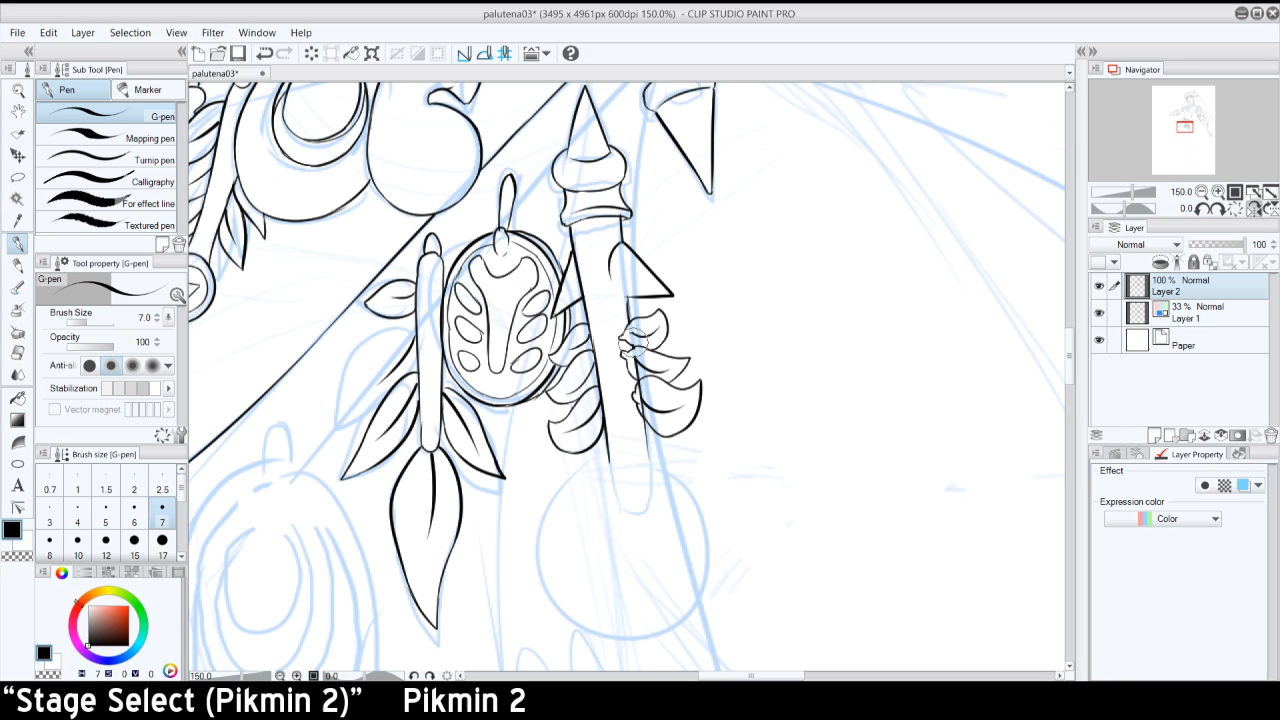 palutena03* (3495 x 4961px 600dpi 150.0%) - CLIP STUDIO PAINT PRO
File Edit Layer Selection View Filter Window Help
Sub Tool [Pen]
palutena03*
Navigator
Pen Marker
G-pen
Mapping pen
Turnip pen
Calligraphy
For effect line
Textured pen
150.0
0.0
Tool property [G-pen]
G-pen
Brush Size 7.0
Opacity 100
Anti-ali
Stabilization
Vector magnet
Layer
Normal 100
100 % Normal
Layer 2
33 % Normal
Layer 1
Paper
Brush size [G-pen]
0.7 1 1.5 2 2.5
3 4 5 6 7
8 10 12 15 17
Layer Property
Effect
Expression color
Color
H 7 S 0 V 0
150.0 0.0
“Stage Select (Pikmin 2)” Pikmin 2